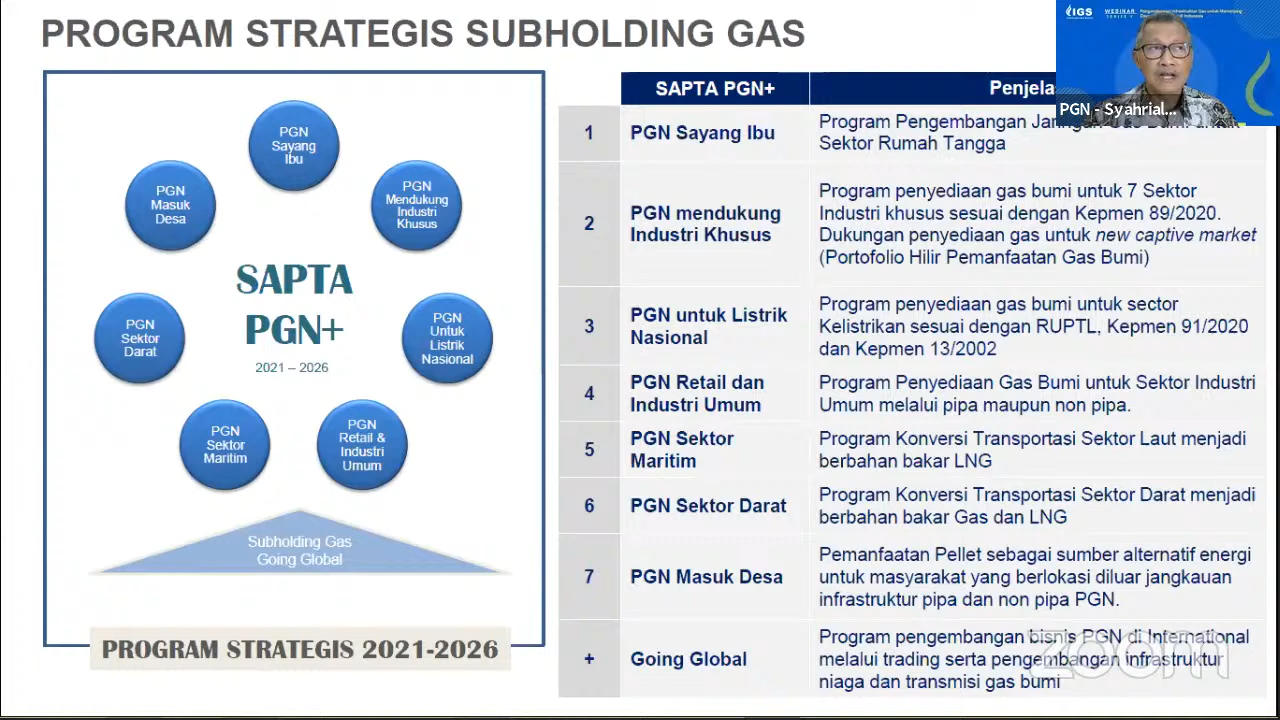 PROGRAM STRATEGIS SUBHOLDING GAS
IGS
WEBINAR
SERIES
Pengembangan Infrastruktur Gas untuk Menunjang
di Indonesia
PGN - Syahrial...
PGN
Sayang
Ibu
PGN
Masuk
Desa
PGN
Mendukung
Industri
Khusus
SAPTA
PGN+
2021 – 2026
PGN
Sektor
Darat
PGN
Untuk
Listrik
Nasional
PGN
Sektor
Maritim
PGN
Retail &
Industri
Umum
Subholding Gas
Going Global
PROGRAM STRATEGIS 2021-2026
SAPTA PGN+
Penjela
1
PGN Sayang Ibu
Program Pengembangan
Sektor Rumah Tangga
2
PGN mendukung
Industri Khusus
Program penyediaan gas bumi untuk 7 Sektor
Industri khusus sesuai dengan Kepmen 89/2020.
Dukungan penyediaan gas untuk new captive market
(Portofolio Hilir Pemanfaatan Gas Bumi)
3
PGN untuk Listrik
Nasional
Program penyediaan gas bumi untuk sector
Kelistrikan sesuai dengan RUPTL, Kepmen 91/2020
dan Kepmen 13/2002
4
PGN Retail dan
Industri Umum
Program Penyediaan Gas Bumi untuk Sektor Industri
Umum melalui pipa maupun non pipa.
5
PGN Sektor
Maritim
Program Konversi Transportasi Sektor Laut menjadi
berbahan bakar LNG
6
PGN Sektor Darat
Program Konversi Transportasi Sektor Darat menjadi
berbahan bakar Gas dan LNG
7
PGN Masuk Desa
Pemanfaatan Pellet sebagai sumber alternatif energi
untuk masyarakat yang berlokasi diluar jangkauan
infrastruktur pipa dan non pipa PGN.
+
Going Global
Program pengembangan bisnis PGN di International
melalui trading serta pengembangan infrastruktur
niaga dan transmisi gas bumi
zoom